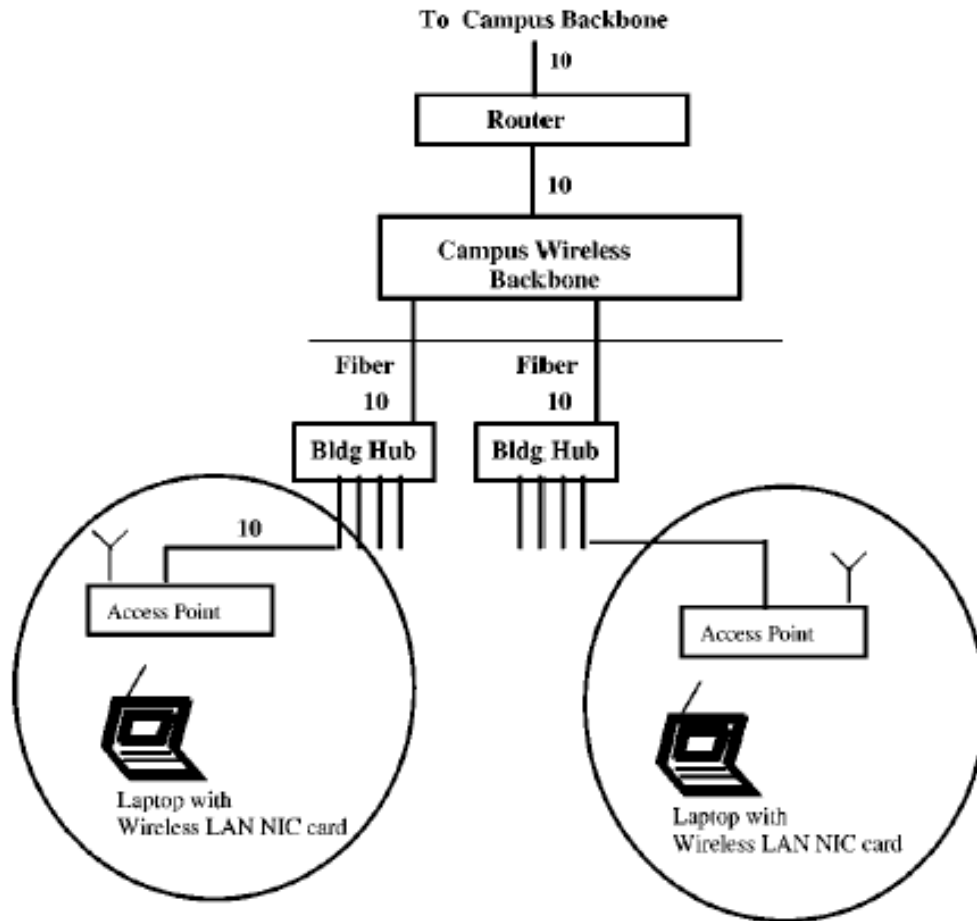 To Campus Backbone
10
Router
10
Campus Wireless
Backbone
Fiber
Fiber
10
10
Bldg Hub
Bldg Hub
10
Access Point
Access Point
Laptop with
Wireless LAN NIC card
Laptop with
Wireless LAN NIC card